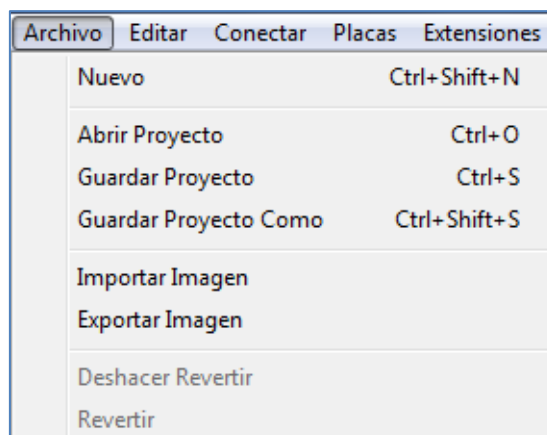 Archivo Editar Conectar Placas Extensiones
Nuevo Ctrl+Shift+N
Abrir Proyecto Ctrl+O
Guardar Proyecto Ctrl+S
Guardar Proyecto Como Ctrl+Shift+S
Importar Imagen
Exportar Imagen
Deshacer Revertir
Revertir